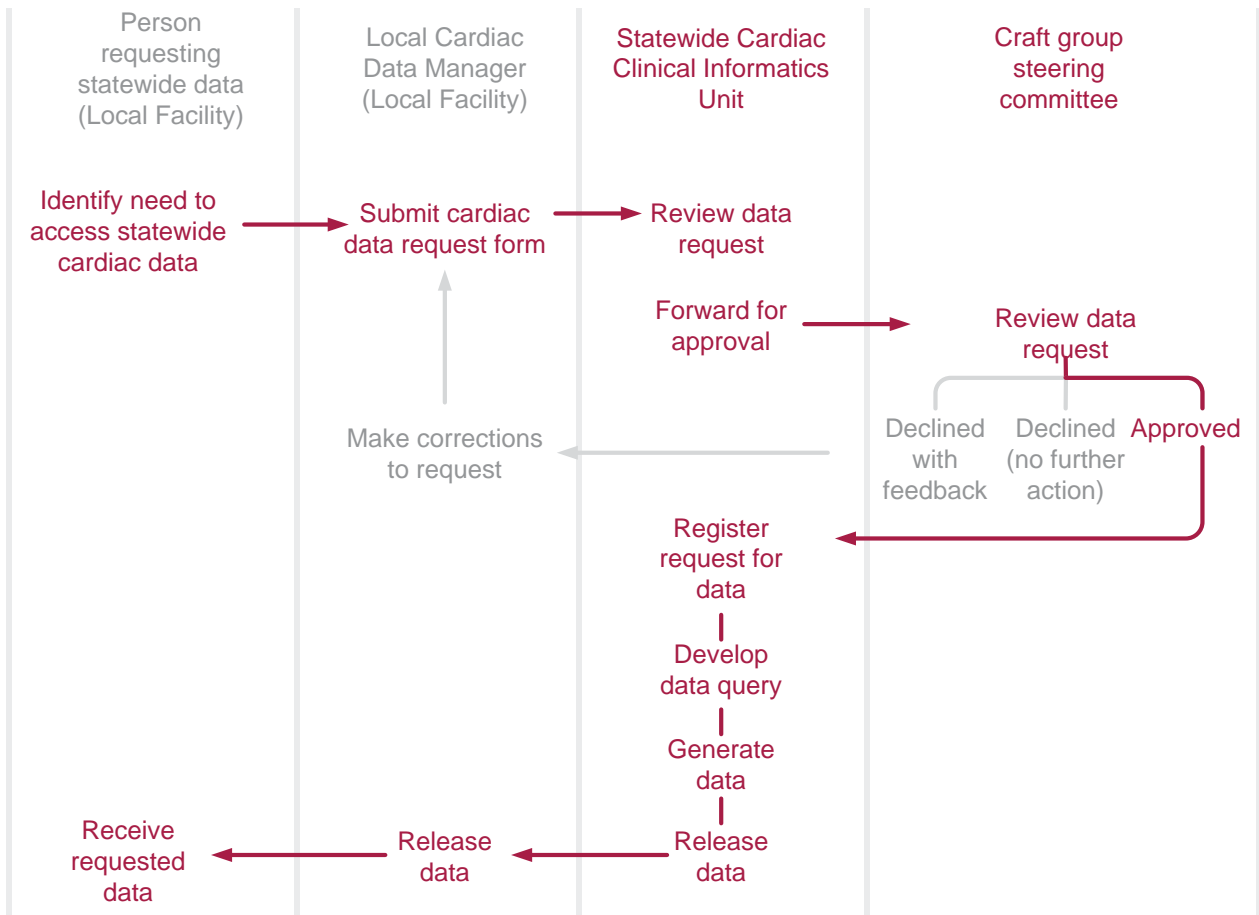 Person
requesting
statewide data
(Local Facility)
Local Cardiac
Data Manager
(Local Facility)
Statewide Cardiac
Clinical Informatics
Unit
Craft group
steering
committee
Identify need to
access statewide
cardiac data
Submit cardiac
data request form
Review data
request
Forward for
approval
Review data
request
Declined
with
feedback
Declined
(no further
action)
Approved
Make corrections
to request
Register
request for
data
Develop
data query
Generate
data
Release
data
Release
data
Receive
requested
data